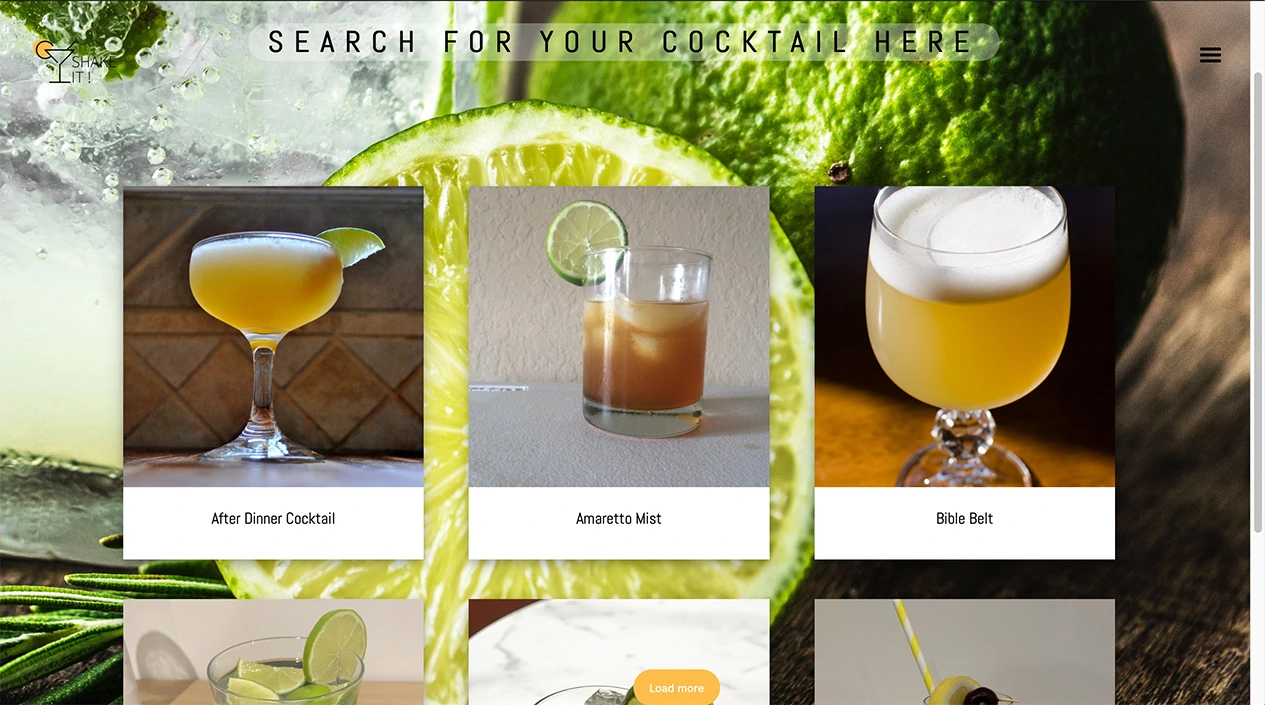 SEARCH FOR YOUR COCKTAIL HERE
SHAKE
IT!
After Dinner Cocktail
Amaretto Mist
Bible Belt
Load more